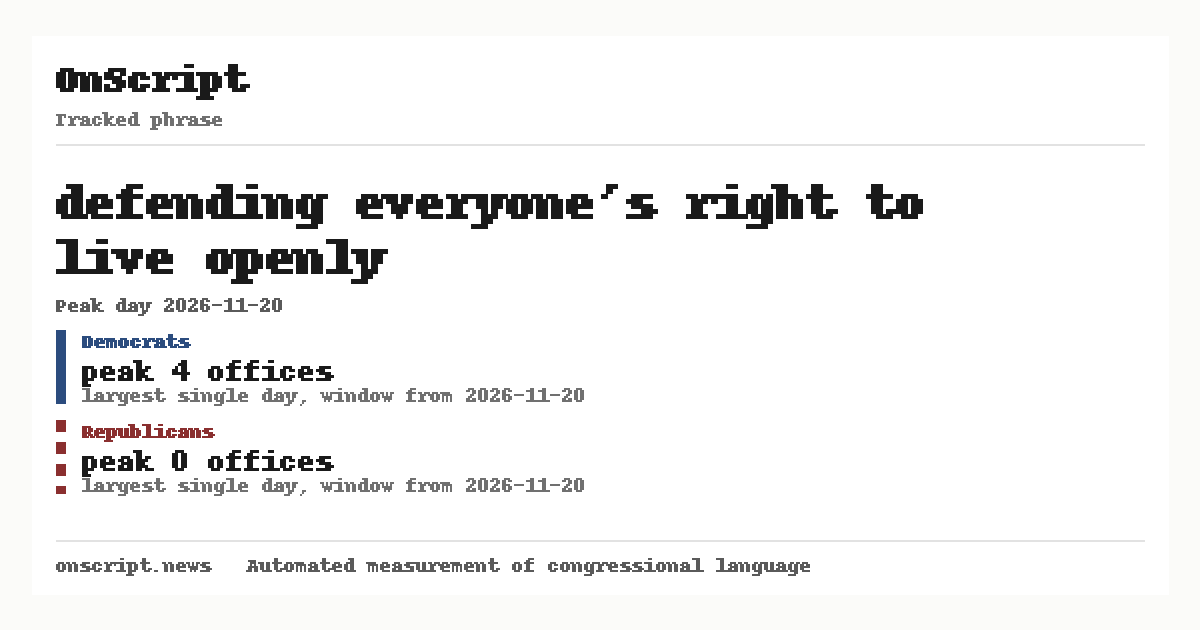 OnScript
Tracked phrase
defending everyone's right to
live openly
Peak day 2026-11-20
Democrats
peak 4 offices
largest single day, window from 2026-11-20
Republicans
peak 0 offices
largest single day, window from 2026-11-20
onscript.news Automated measurement of congressional language